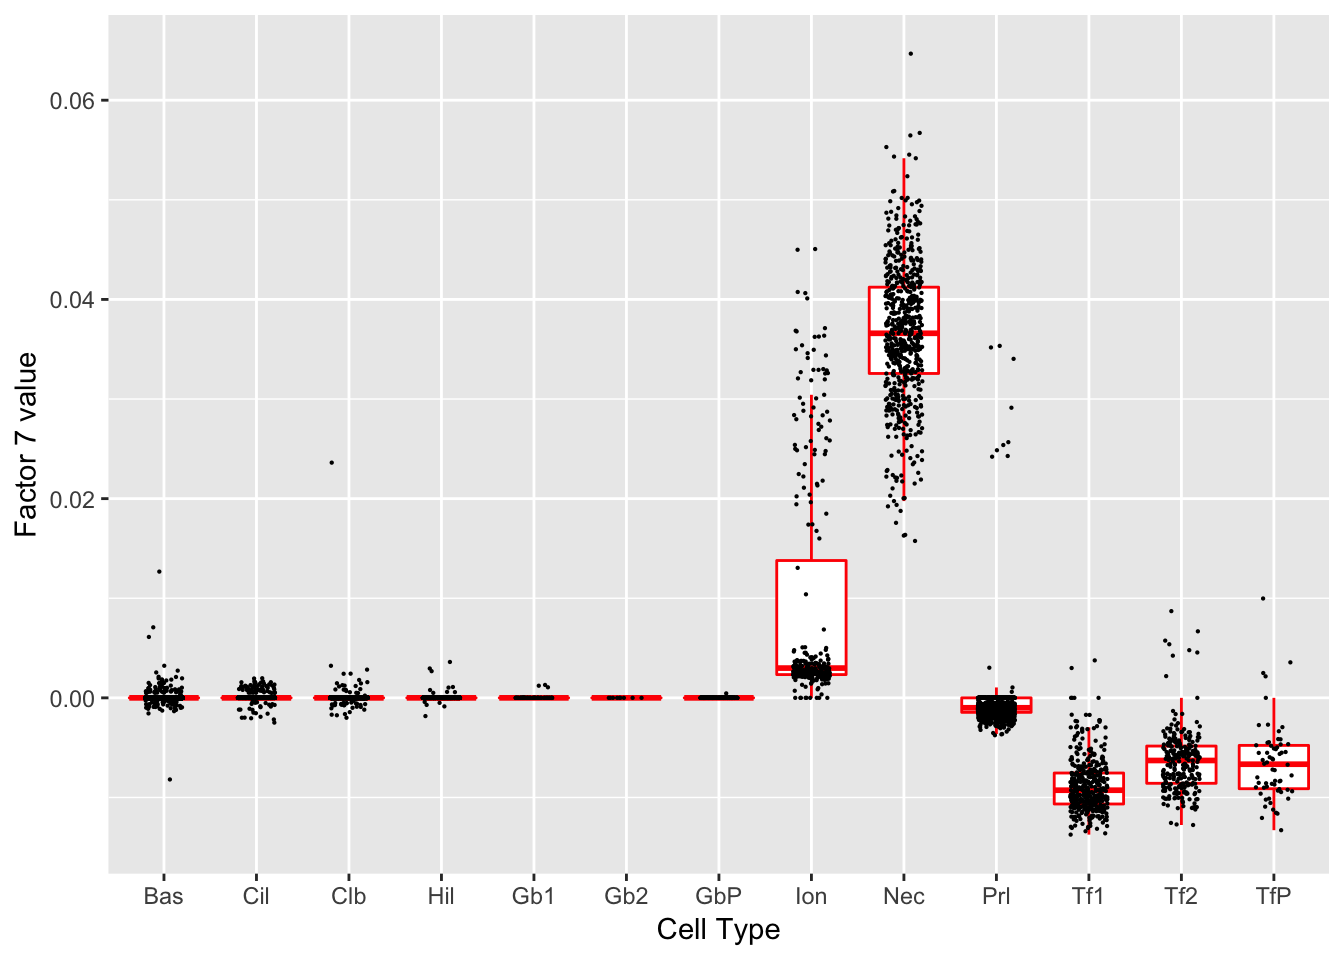 0.06
0.04
0.02
0.00
Factor 7 value
Bas Cil Clb Hil Gb1 Gb2 GbP Ion Nec Prl Tf1 Tf2 TfP
Cell Type